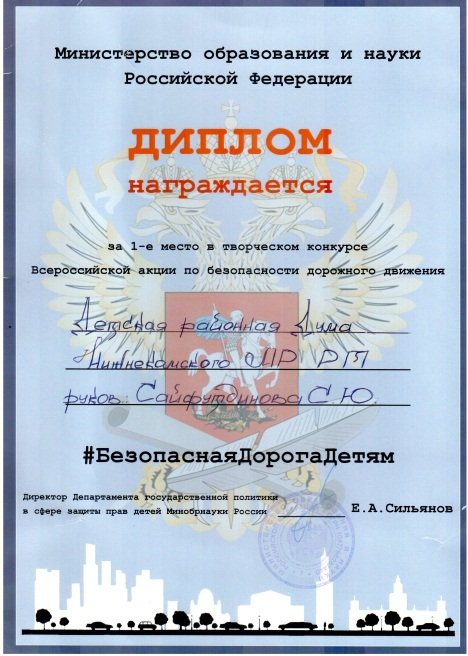 Министерство образования и науки
Российской Федерации
ДИПЛОМ
награждается
за 1-е место в творческом конкурсе
Всероссийской акции по безопасности дорожного движения
Детская районная Дума
Нижнекамского МР РТ
руков. Сайфутдинова С.Ю.
#БезопаснаяДорогаДетям
Директор Департамента государственной политики
в сфере защиты прав детей Минобрнауки России
Е.А.Сильянов